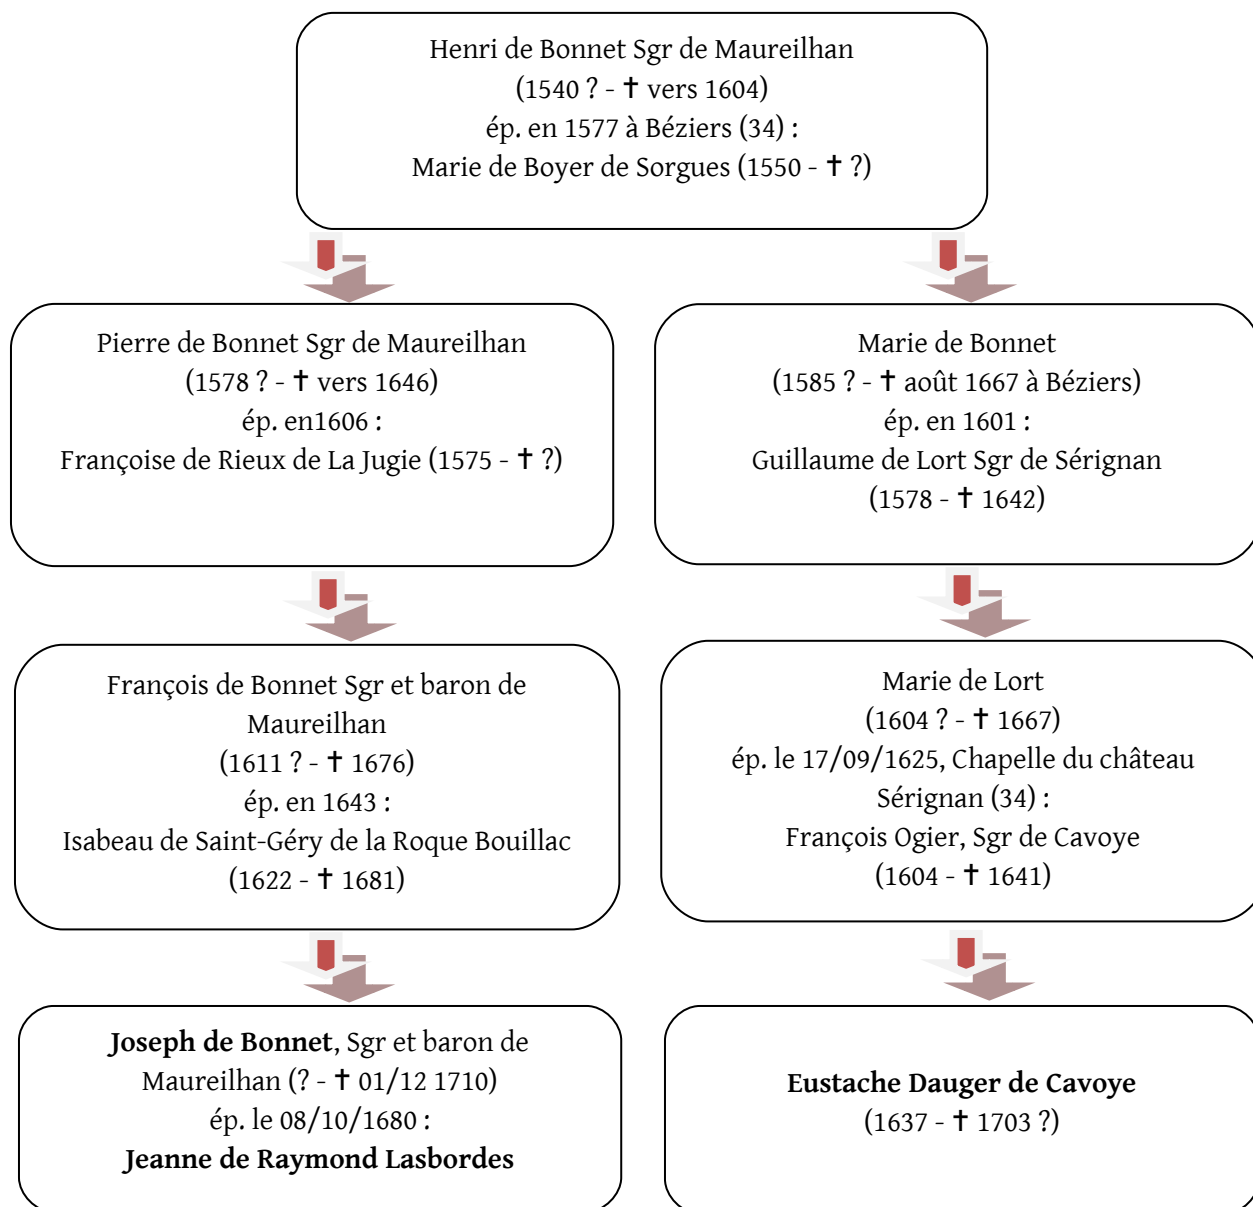 Henri de Bonnet Sgr de Maureilhan
(1540 ? - ✝ vers 1604)
ép. en 1577 à Béziers (34) :
Marie de Boyer de Sorgues (1550 - ✝ ?)
Pierre de Bonnet Sgr de Maureilhan
(1578 ? - ✝ vers 1646)
ép. en1606 :
Françoise de Rieux de La Jugie (1575 - ✝ ?)
Marie de Bonnet
(1585 ? - ✝ août 1667 à Béziers)
ép. en 1601 :
Guillaume de Lort Sgr de Sérignan
(1578 - ✝ 1642)
François de Bonnet Sgr et baron de
Maureilhan
(1611 ? - ✝ 1676)
ép. en 1643 :
Isabeau de Saint-Géry de la Roque Bouillac
(1622 - ✝ 1681)
Marie de Lort
(1604 ? - ✝ 1667)
ép. le 17/09/1625, Chapelle du château
Sérignan (34) :
François Ogier, Sgr de Cavoye
(1604 - ✝ 1641)
Joseph de Bonnet, Sgr et baron de
Maureilhan (? - ✝ 01/12 1710)
ép. le 08/10/1680 :
Jeanne de Raymond Lasbordes
Eustache Dauger de Cavoye
(1637 - ✝ 1703 ?)